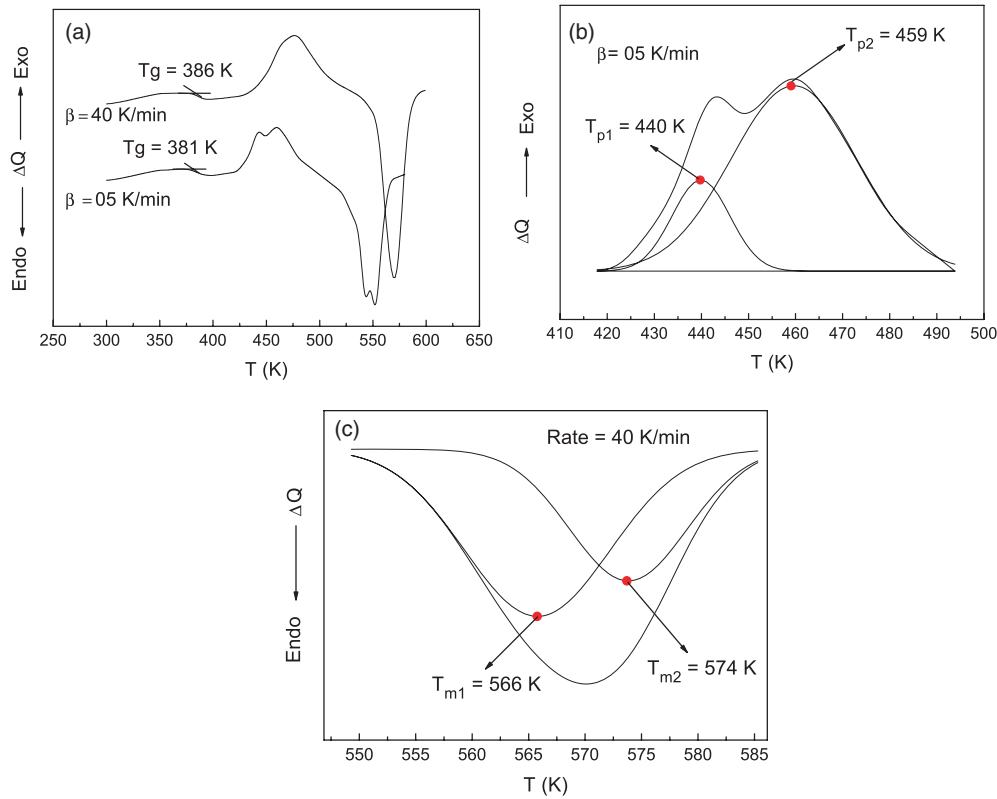 (a)
Tg = 386 K
β = 40 K/min
Tg = 381 K
β = 05 K/min
Endo ΔQ Exo
250 300 350 400 450 500 550 600 650
T (K)
(b)
β= 05 K/min
Tp2 = 459 K
Tp1 = 440 K
ΔQ Exo
410 420 430 440 450 460 470 480 490 500
T (K)
(c)
Rate = 40 K/min
Tm1 = 566 K
Tm2 = 574 K
Endo ΔQ
550 555 560 565 570 575 580 585
T (K)